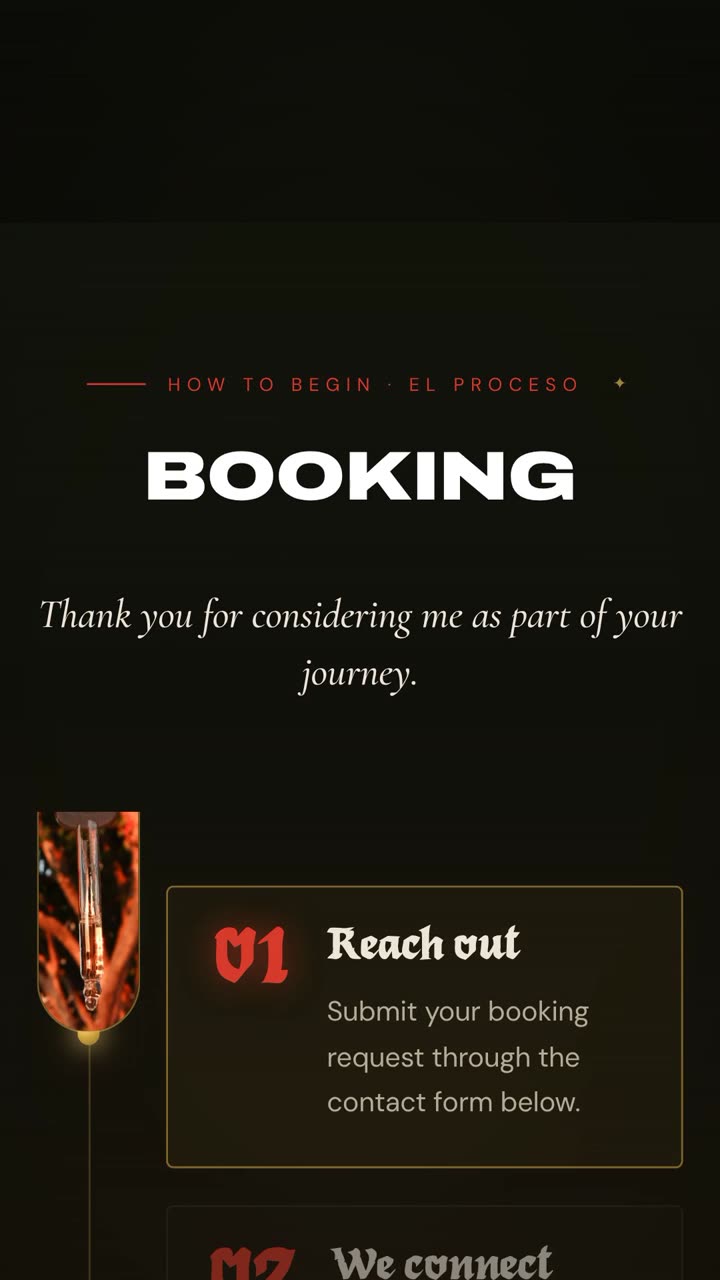 HOW TO BEGIN · EL PROCESO ✦
BOOKING
Thank you for considering me as part of your
journey.
01 Reach out
Submit your booking
request through the
contact form below.
02 We connect